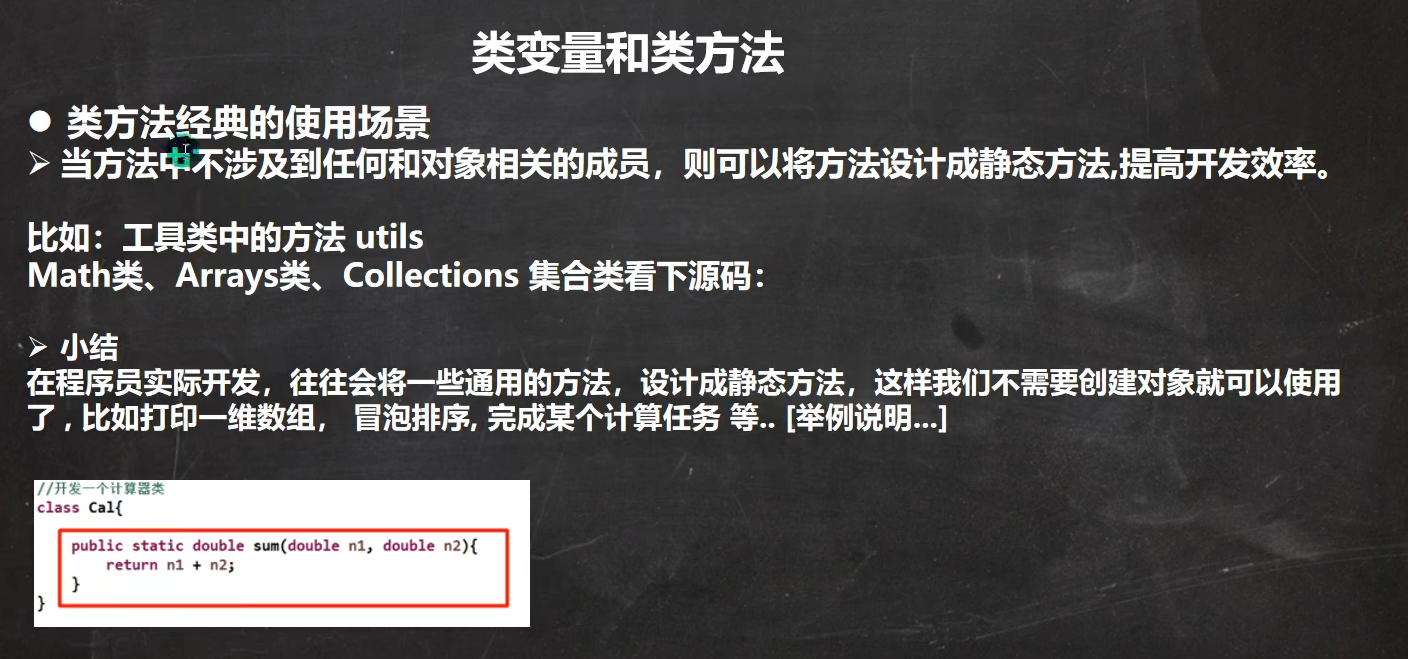 类变量和类方法
● 类方法经典的使用场景
➢ 当方法中不涉及到任何和对象相关的成员，则可以将方法设计成静态方法,提高开发效率。
比如：工具类中的方法 utils
Math类、Arrays类、Collections 集合类看下源码：
➢ 小结
在程序员实际开发，往往会将一些通用的方法，设计成静态方法，这样我们不需要创建对象就可以使用
了 , 比如打印一维数组， 冒泡排序, 完成某个计算任务 等.. [举例说明...]
//开发一个计算器类
class Cal{
public static double sum(double n1, double n2){
return n1 + n2;
}
}